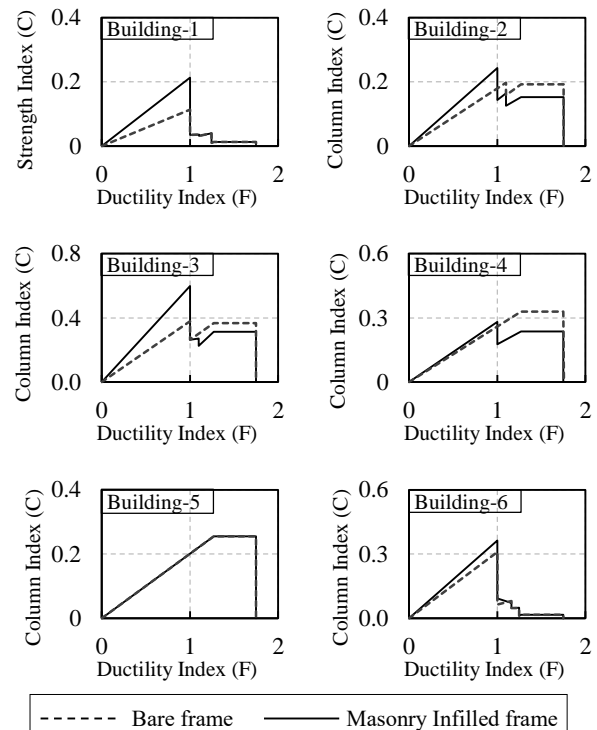 0.4
0.2
0
Strength Index (C)
Building-1
0 1 2
Ductility Index (F)
0.4
0.2
0
Column Index (C)
Building-2
0 1 2
Ductility Index (F)
0.8
0.4
0.0
Column Index (C)
Building-3
0 1 2
Ductility Index (F)
0.6
0.3
0
Column Index (C)
Building-4
0 1 2
Ductility Index (F)
0.4
0.2
0
Column Index (C)
Building-5
0 1 2
Ductility Index (F)
0.6
0.3
0.0
Column Index (C)
Building-6
0 1 2
Ductility Index (F)
Bare frame Masonry Infilled frame